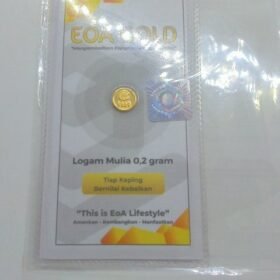 EOA GOLD
Logam Mulia 0,2 gram
Tiap Keping
Bernilai Kebaikan
"This is EoA Lifestyle"
Amankan - Kembangkan - Manfaatkan